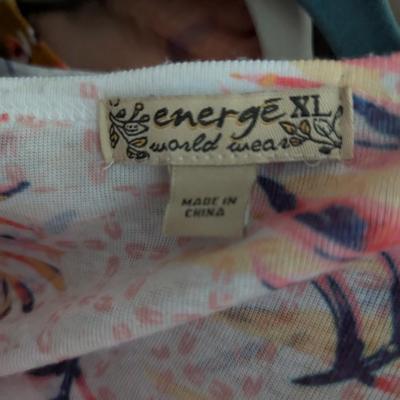 energé XL
world wear
MADE IN
CHINA